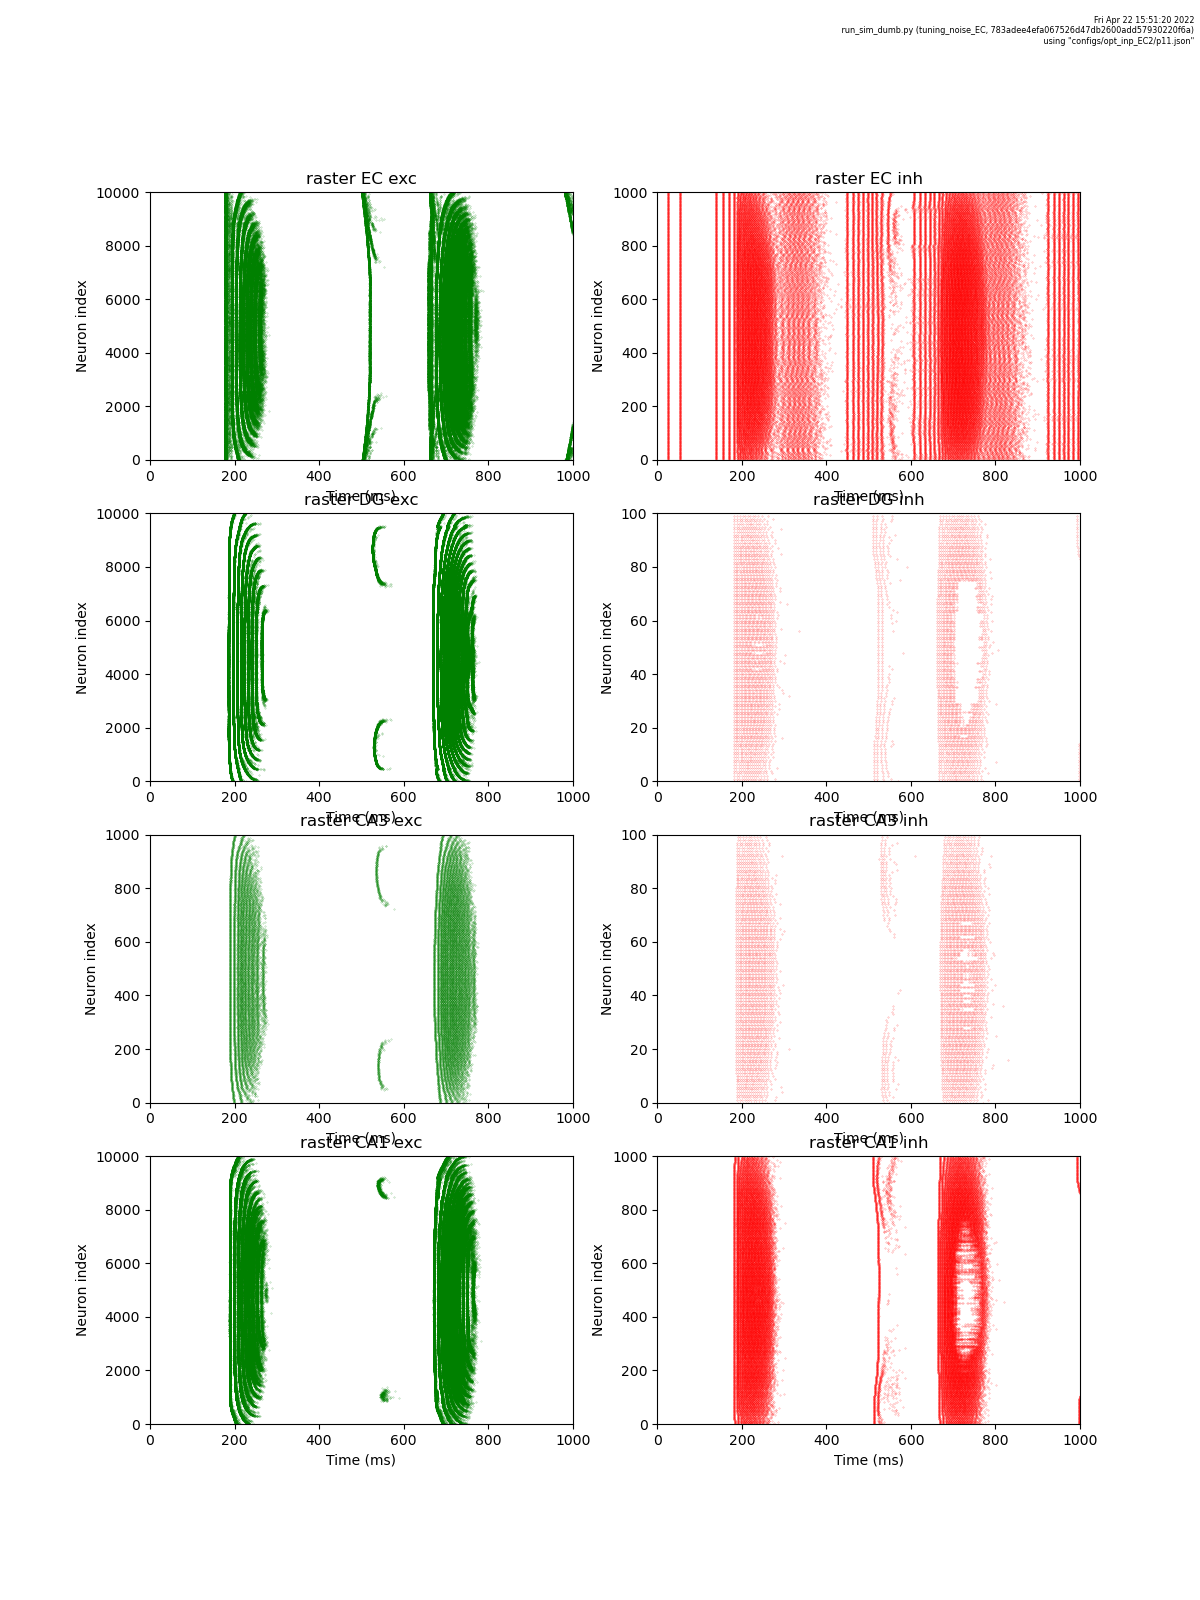 Fri Apr 22 15:51:20 2022
run_sim_dumb.py (tuning_noise_EC, 783adee4efa067526d47db2600add57930220f6a)
using "configs/opt_inp_EC2/p11.json"
raster EC exc
10000
8000
6000
4000
2000
0
Neuron index
0 200 400 600 800 1000
Time (ms)
raster EC inh
1000
800
600
400
200
0
Neuron index
0 200 400 600 800 1000
Time (ms)
raster DG exc
10000
8000
6000
4000
2000
0
Neuron index
0 200 400 600 800 1000
Time (ms)
raster DG inh
100
80
60
40
20
0
Neuron index
0 200 400 600 800 1000
Time (ms)
raster CA3 exc
1000
800
600
400
200
0
Neuron index
0 200 400 600 800 1000
Time (ms)
raster CA3 inh
100
80
60
40
20
0
Neuron index
0 200 400 600 800 1000
Time (ms)
raster CA1 exc
10000
8000
6000
4000
2000
0
Neuron index
0 200 400 600 800 1000
Time (ms)
raster CA1 inh
1000
800
600
400
200
0
Neuron index
0 200 400 600 800 1000
Time (ms)